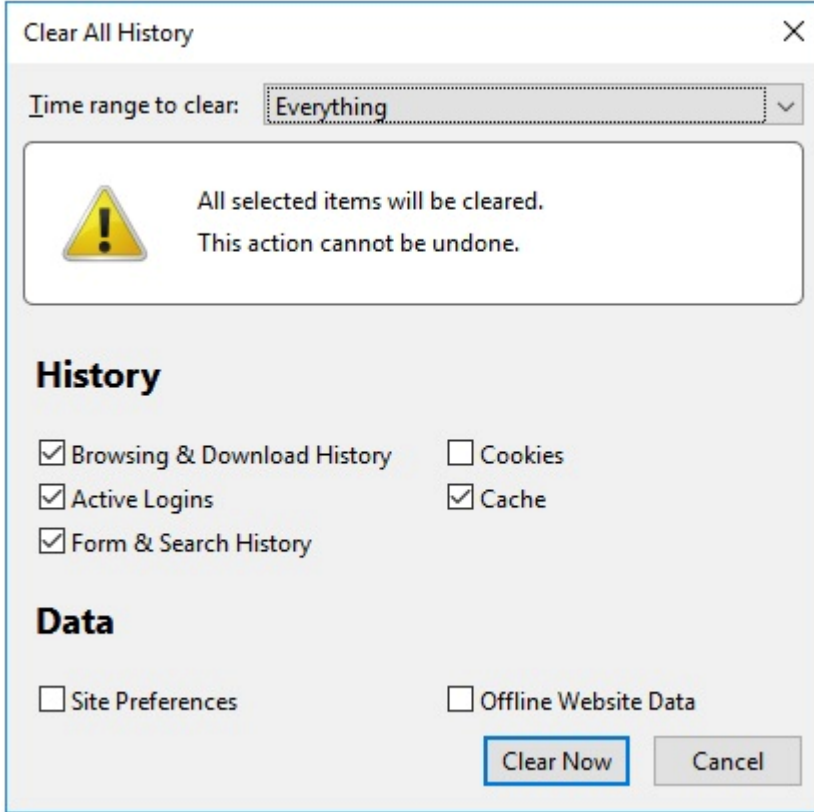 Clear All History
Time range to clear: Everything
All selected items will be cleared.
This action cannot be undone.
History
Browsing & Download History Cookies
Active Logins Cache
Form & Search History
Data
Site Preferences Offline Website Data
Clear Now Cancel